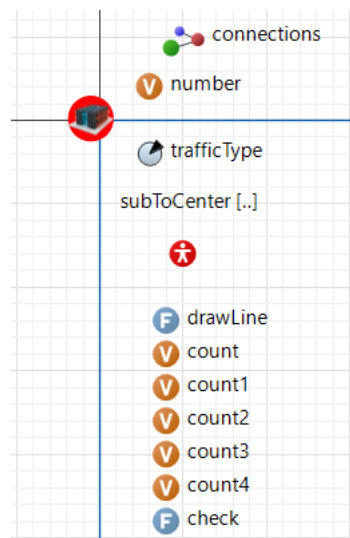 connections
V number
trafficType
subToCenter [..]
F drawLine
V count
V count1
V count2
V count3
V count4
F check